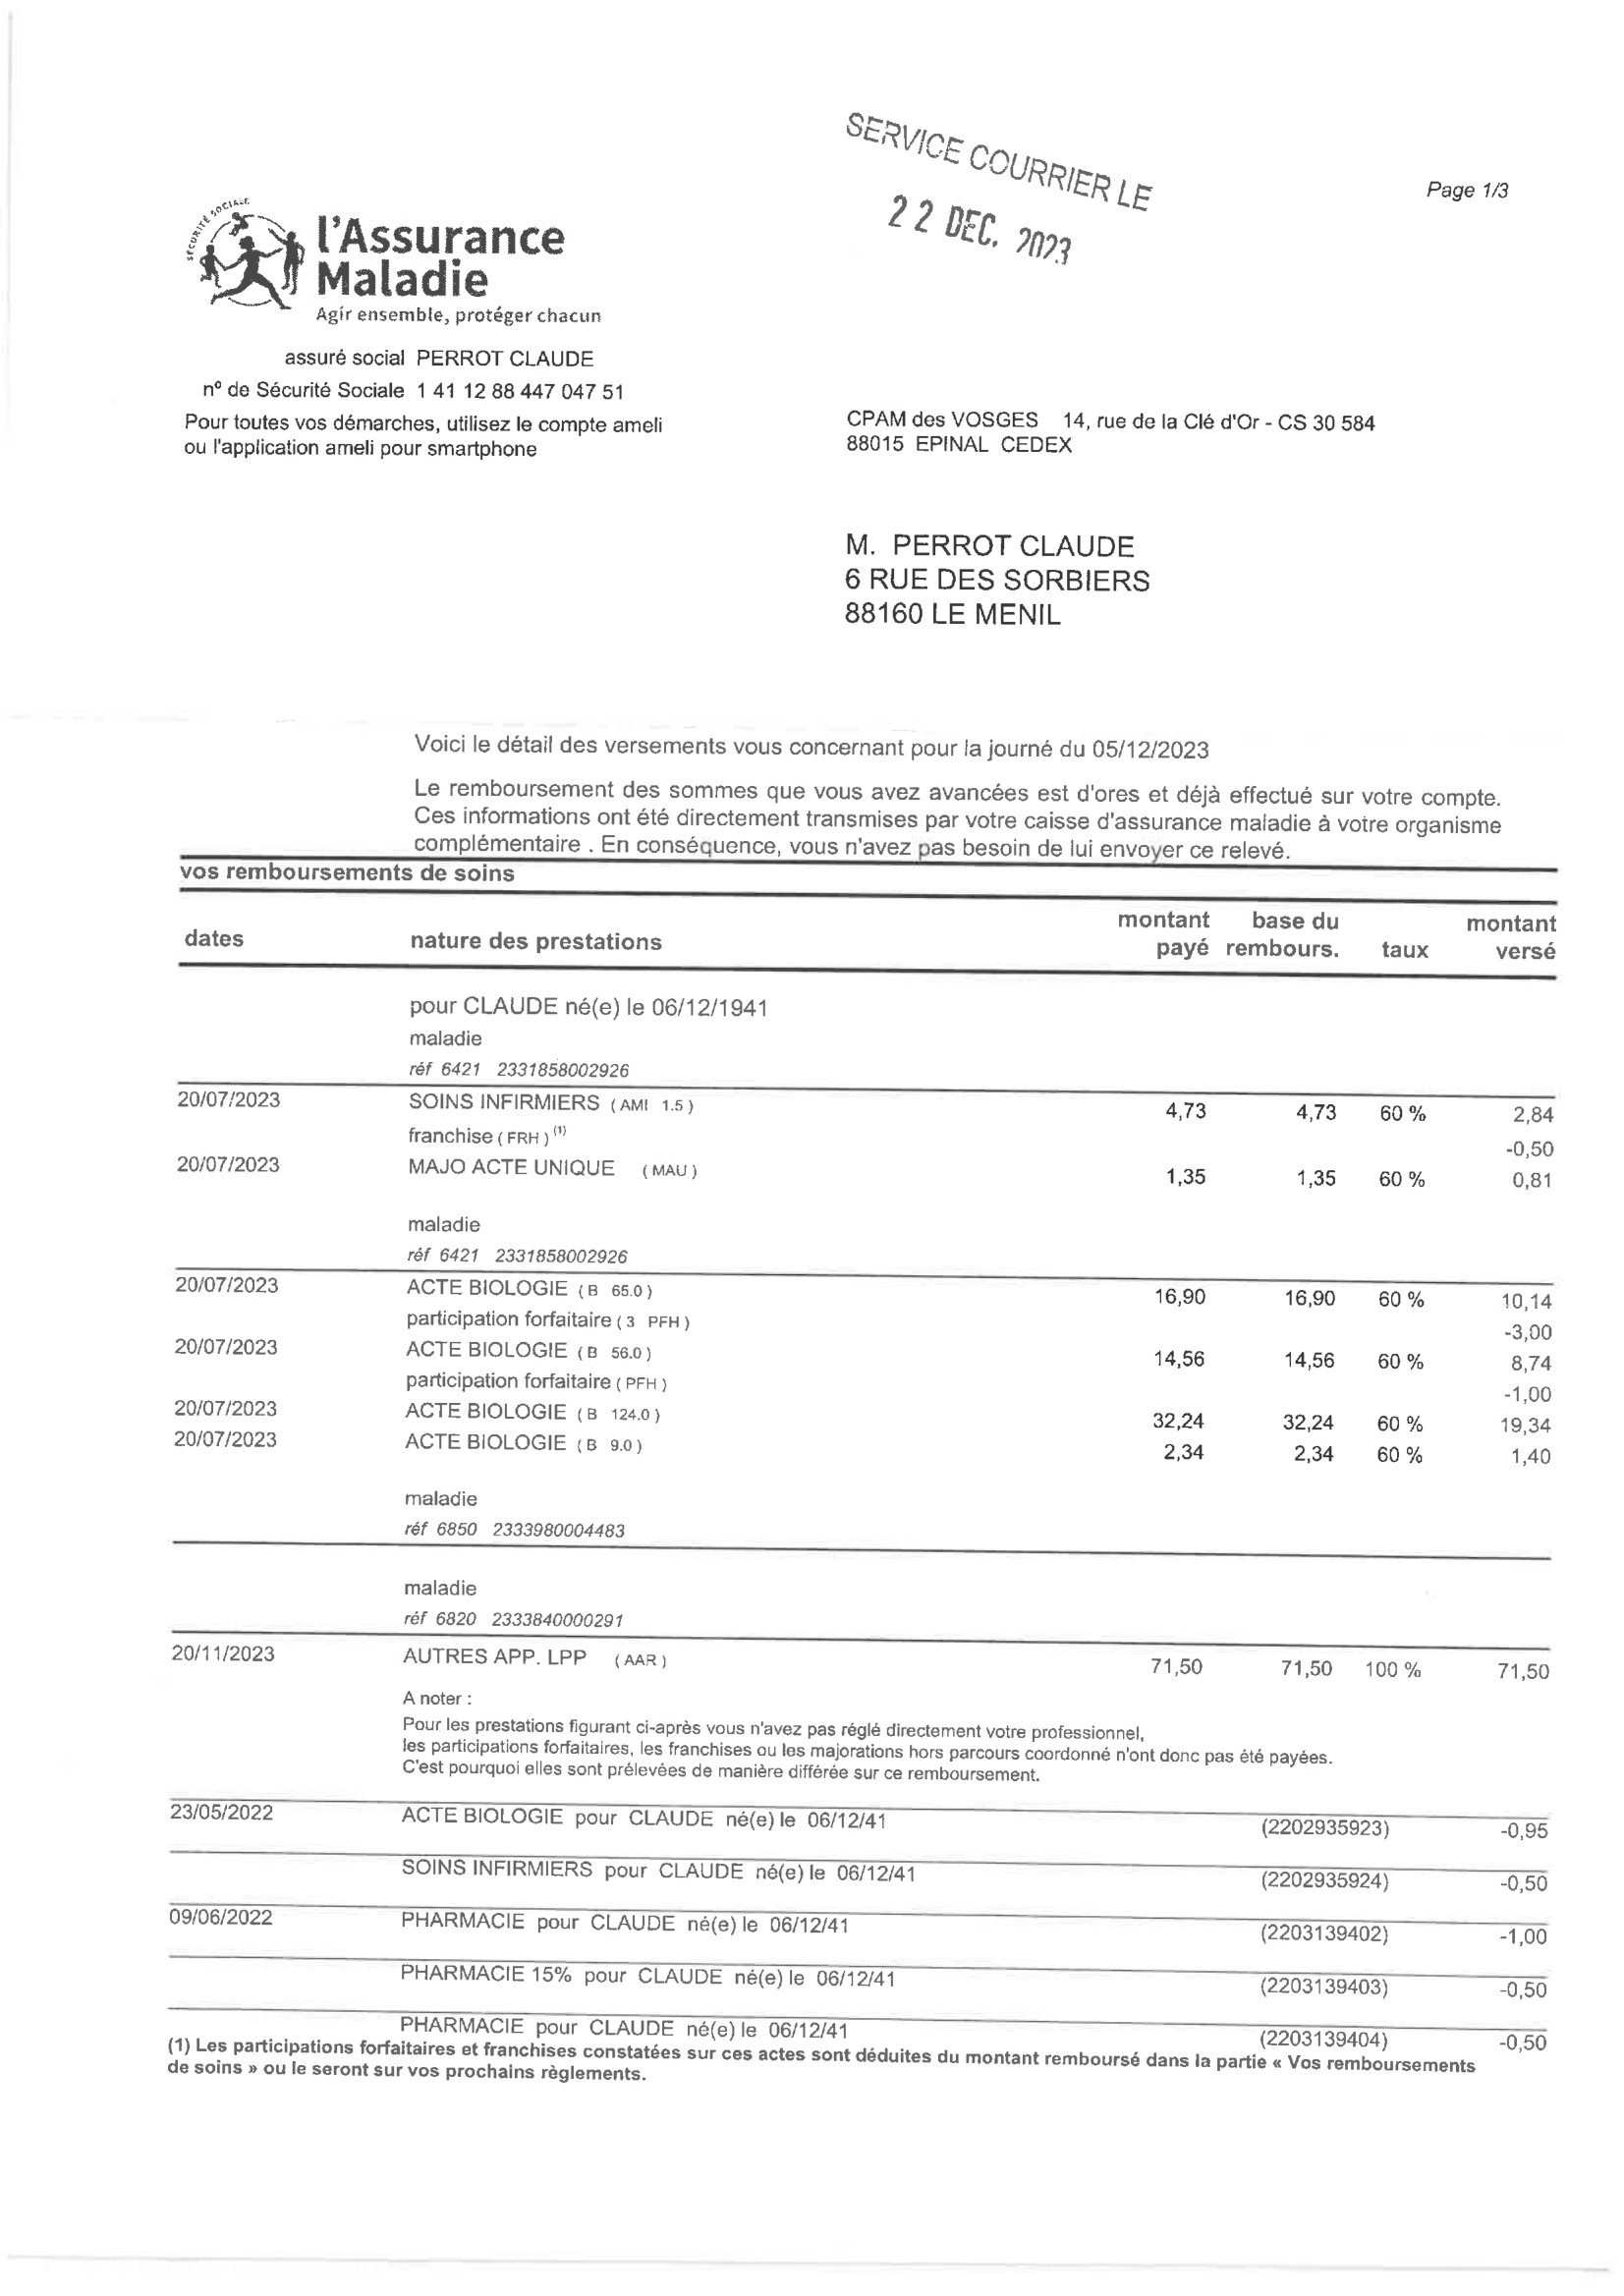 SERVICE COURRIER LE
22 DEC. 2023
Page 1/3
SÉCURITÉ SOCIALE
l'Assurance
Maladie
Agir ensemble, protéger chacun
assuré social PERROT CLAUDE
n° de Sécurité Sociale 1 41 12 88 447 047 51
Pour toutes vos démarches, utilisez le compte ameli
ou l'application ameli pour smartphone
CPAM des VOSGES 14, rue de la Clé d'Or - CS 30 584
88015 EPINAL CEDEX
M. PERROT CLAUDE
6 RUE DES SORBIERS
88160 LE MENIL
Voici le détail des versements vous concernant pour la journé du 05/12/2023
Le remboursement des sommes que vous avez avancées est d'ores et déjà effectué sur votre compte.
Ces informations ont été directement transmises par votre caisse d'assurance maladie à votre organisme
complémentaire . En conséquence, vous n'avez pas besoin de lui envoyer ce relevé.
vos remboursements de soins
dates nature des prestations montant payé base du rembours. taux montant versé
pour CLAUDE né(e) le 06/12/1941
maladie
réf 6421 2331858002926
20/07/2023 SOINS INFIRMIERS ( AMI 1.5 ) 4,73 4,73 60 % 2,84
franchise ( FRH ) (1) -0,50
20/07/2023 MAJO ACTE UNIQUE ( MAU ) 1,35 1,35 60 % 0,81
maladie
réf 6421 2331858002926
20/07/2023 ACTE BIOLOGIE ( B 65.0 ) 16,90 16,90 60 % 10,14
participation forfaitaire ( 3 PFH ) -3,00
20/07/2023 ACTE BIOLOGIE ( B 56.0 ) 14,56 14,56 60 % 8,74
participation forfaitaire ( PFH ) -1,00
20/07/2023 ACTE BIOLOGIE ( B 124.0 ) 32,24 32,24 60 % 19,34
20/07/2023 ACTE BIOLOGIE ( B 9.0 ) 2,34 2,34 60 % 1,40
maladie
réf 6850 2333980004483
maladie
réf 6820 2333840000291
20/11/2023 AUTRES APP. LPP ( AAR ) 71,50 71,50 100 % 71,50
A noter :
Pour les prestations figurant ci-après vous n'avez pas réglé directement votre professionnel,
les participations forfaitaires, les franchises ou les majorations hors parcours coordonné n'ont donc pas été payées.
C'est pourquoi elles sont prélevées de manière différée sur ce remboursement.
23/05/2022 ACTE BIOLOGIE pour CLAUDE né(e) le 06/12/41 (2202935923) -0,95
SOINS INFIRMIERS pour CLAUDE né(e) le 06/12/41 (2202935924) -0,50
09/06/2022 PHARMACIE pour CLAUDE né(e) le 06/12/41 (2203139402) -1,00
PHARMACIE 15% pour CLAUDE né(e) le 06/12/41 (2203139403) -0,50
PHARMACIE pour CLAUDE né(e) le 06/12/41 (2203139404) -0,50
(1) Les participations forfaitaires et franchises constatées sur ces actes sont déduites du montant remboursé dans la partie « Vos remboursements
de soins » ou le seront sur vos prochains règlements.